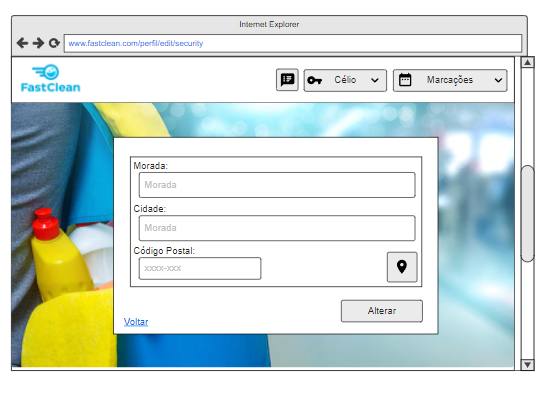 Internet Explorer
www.fastclean.com/perfil/edit/security
FastClean
Célio
Marcações
Morada:
Morada
Cidade:
Morada
Código Postal:
xxxx-xxx
Alterar
Voltar